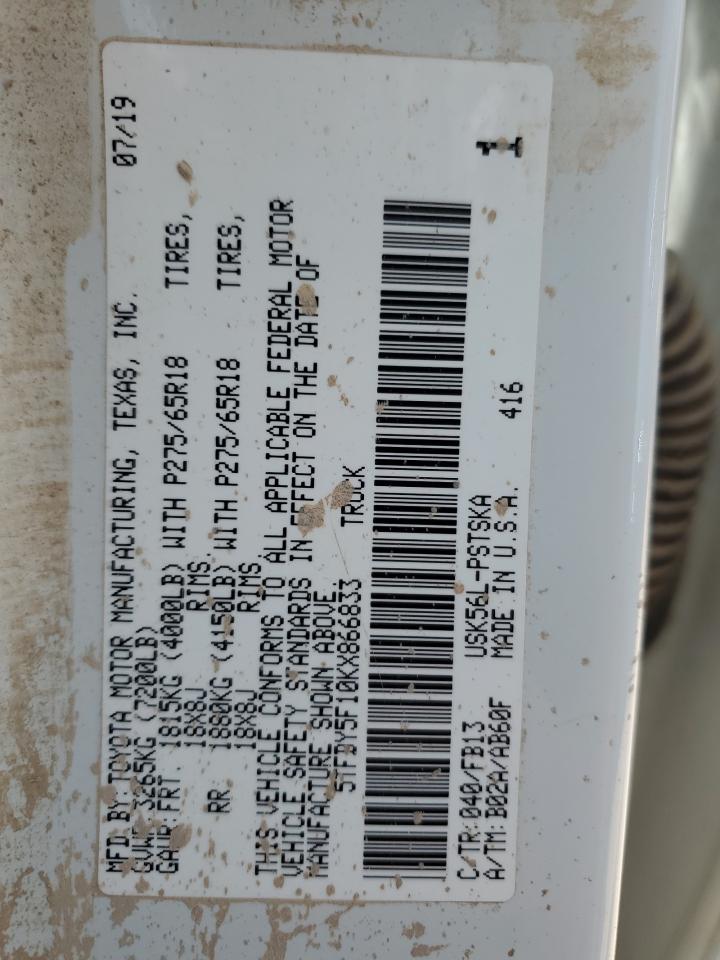 MFD BY:TOYOTA MOTOR MANUFACTURING, TEXAS, INC. 07/19
GVWR 3265KG (7200LB)
GAWR:FRT. 1815KG (4000LB) WITH P275/65R18 TIRES,
18X8J RIMS.
RR 1880KG (4150LB) WITH P275/65R18 TIRES,
18X8J RIMS
THIS VEHICLE CONFORMS TO ALL APPLICABLE FEDERAL MOTOR
VEHICLE SAFETY STANDARDS IN EFFECT ON THE DATE OF
MANUFACTURE SHOWN ABOVE.
5TFDY5F10KX866833 TRUCK
C/TR:040/FB13 USK56L-PSTSKA
A/TM:B02A/AB60F MADE IN U.S.A. 416